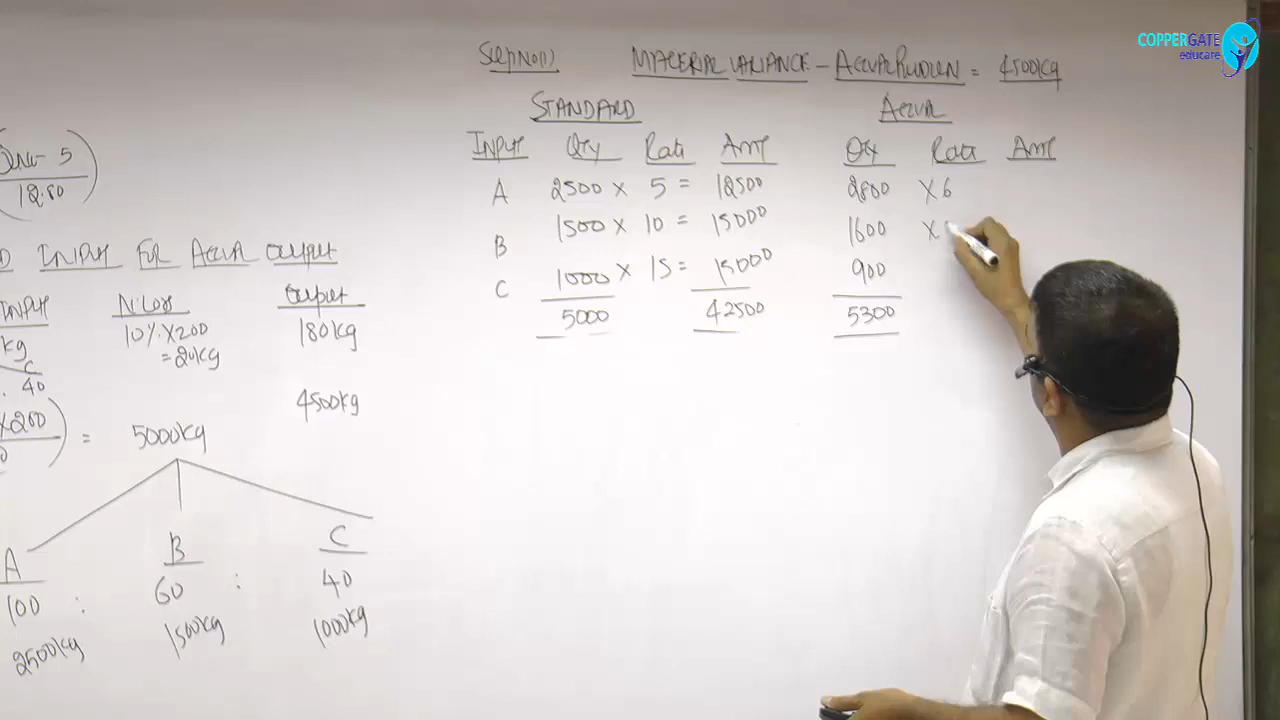 COPPERGATE
educate
Soln No(1) MATERIAL VARIANCE - ACTUAL PRODUCTION = 4500kg
STANDARD ACTUAL
INPUT Qty Rate AMT Qty Rate AMT
A 2500 × 5 = 12500 2800 × 6
B 1500 × 10 = 15000 1600 ×
C 1000 × 15 = 15000 900
5000 42500 5300
5
12.50
INPUT FOR ACTUAL OUTPUT
INPUT N.Loss OUTPUT
kg 10% × 200 180kg
= 20kg
C
40
4500kg
× 200
= 5000kg
A B C
100 : 60 : 40
2500kg 1500kg 1000kg